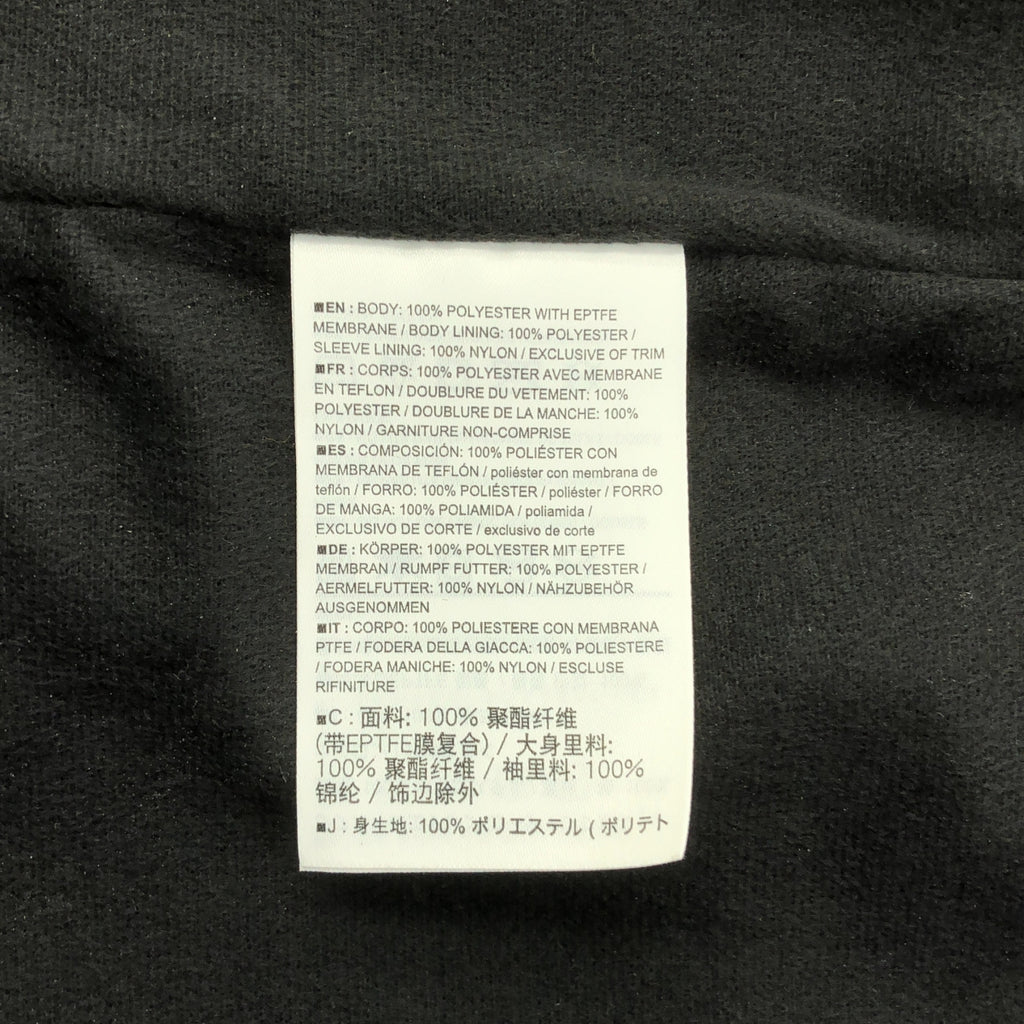 EN : BODY: 100% POLYESTER WITH EPTFE
MEMBRANE / BODY LINING: 100% POLYESTER /
SLEEVE LINING: 100% NYLON / EXCLUSIVE OF TRIM
FR : CORPS: 100% POLYESTER AVEC MEMBRANE
EN TEFLON / DOUBLURE DU VETEMENT: 100%
POLYESTER / DOUBLURE DE LA MANCHE: 100%
NYLON / GARNITURE NON-COMPRISE
ES : COMPOSICIÓN: 100% POLIÉSTER CON
MEMBRANA DE TEFLÓN / poliéster con membrana de
teflón / FORRO: 100% POLIÉSTER / poliéster / FORRO
DE MANGA: 100% POLIAMIDA / poliamida /
EXCLUSIVO DE CORTE / exclusivo de corte
DE : KÖRPER: 100% POLYESTER MIT EPTFE
MEMBRAN / RUMPF FUTTER: 100% POLYESTER /
AERMELFUTTER: 100% NYLON / NÄHZUBEHÖR
AUSGENOMMEN
IT : CORPO: 100% POLIESTERE CON MEMBRANA
PTFE / FODERA DELLA GIACCA: 100% POLIESTERE
/ FODERA MANICHE: 100% NYLON / ESCLUSE
RIFINITURE
C : 面料: 100% 聚酯纤维
(带EPTFE膜复合) / 大身里料:
100% 聚酯纤维 / 袖里料: 100%
锦纶 / 饰边除外
J : 身生地: 100% ポリエステル ( ポリテト